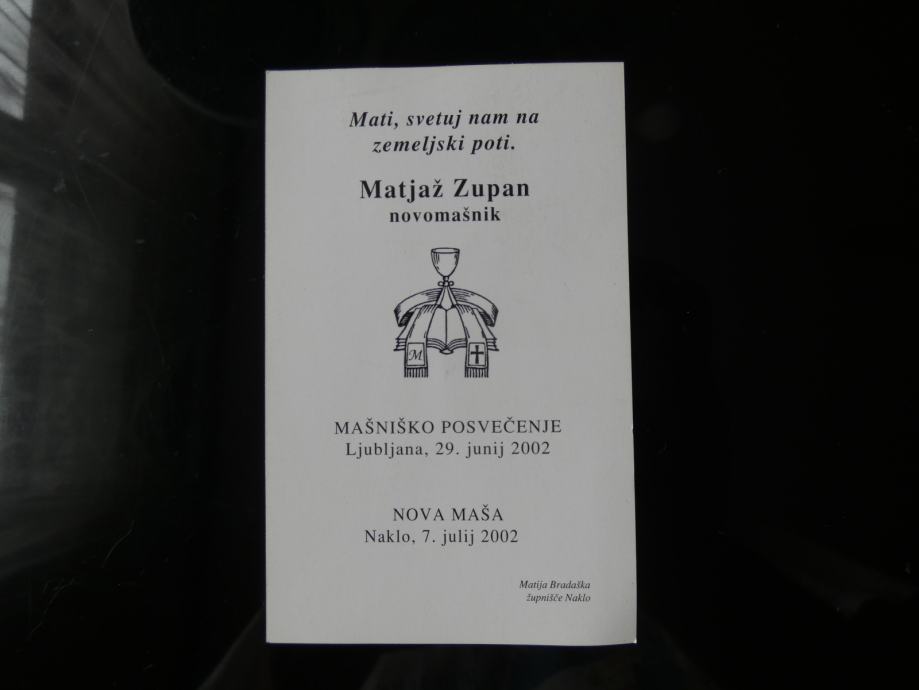 Mati, svetuj nam na
zemeljski poti.
Matjaž Zupan
novomašnik
M
MAŠNIŠKO POSVEČENJE
Ljubljana, 29. junij 2002
NOVA MAŠA
Naklo, 7. julij 2002
Matija Bradaška
župnišče Naklo